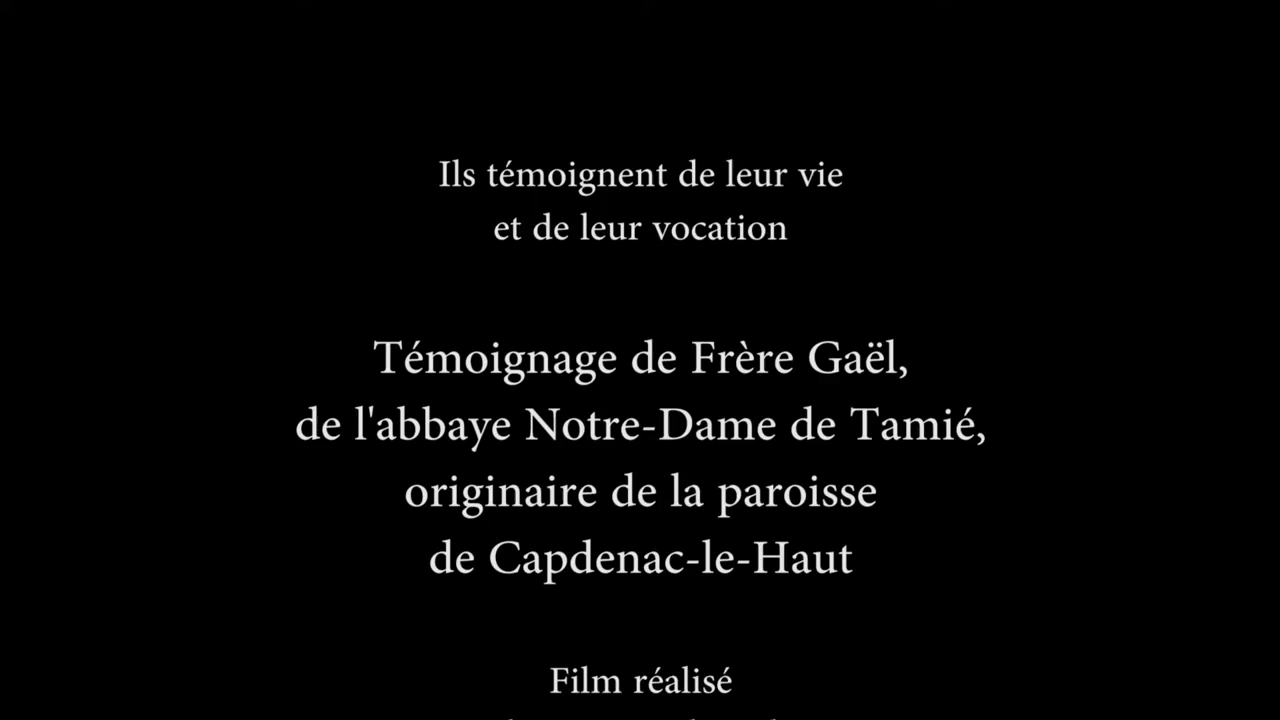 Ils témoignent de leur vie
et de leur vocation
Témoignage de Frère Gaël,
de l'abbaye Notre-Dame de Tamié,
originaire de la paroisse
de Capdenac-le-Haut
Film réalisé